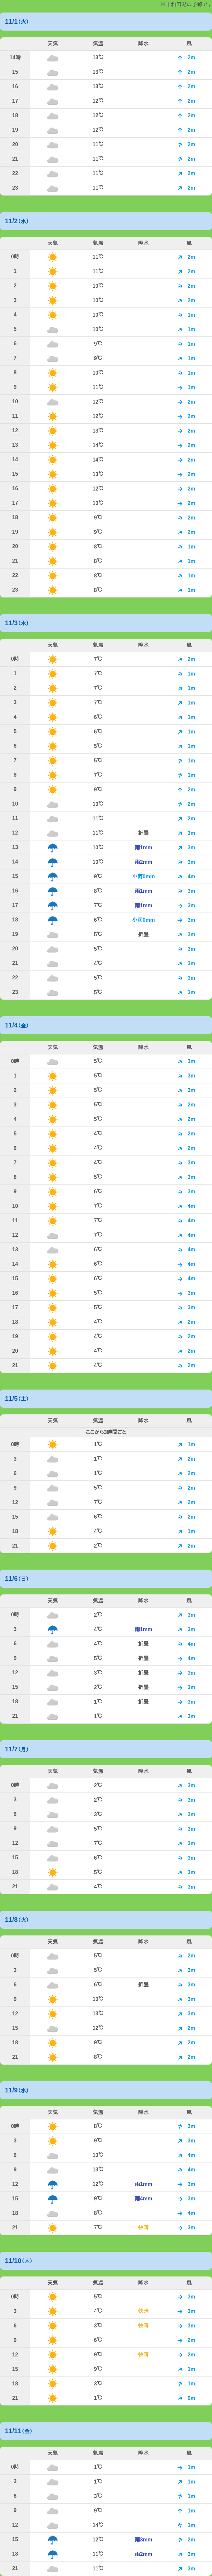 ※十和田湖の予報です
11/1(火)
天気 気温 降水 風
14時 13℃ 2m
15 13℃ 2m
16 13℃ 2m
17 12℃ 2m
18 12℃ 2m
19 12℃ 2m
20 11℃ 2m
21 11℃ 2m
22 11℃ 2m
23 11℃ 2m
11/2(水)
天気 気温 降水 風
0時 11℃ 2m
1 11℃ 2m
2 10℃ 2m
3 10℃ 2m
4 10℃ 1m
5 10℃ 1m
6 9℃ 1m
7 9℃ 1m
8 10℃ 1m
9 11℃ 1m
10 12℃ 2m
11 12℃ 2m
12 13℃ 2m
13 14℃ 2m
14 14℃ 2m
15 13℃ 2m
16 12℃ 2m
17 10℃ 2m
18 9℃ 2m
19 9℃ 2m
20 8℃ 1m
21 8℃ 1m
22 8℃ 1m
23 8℃ 1m
11/3(木)
天気 気温 降水 風
0時 7℃ 2m
1 7℃ 1m
2 7℃ 1m
3 7℃ 1m
4 6℃ 1m
5 6℃ 1m
6 5℃ 1m
7 5℃ 1m
8 7℃ 1m
9 9℃ 2m
10 10℃ 2m
11 11℃ 2m
12 11℃ 折畳 3m
13 10℃ 雨1mm 3m
14 10℃ 雨2mm 3m
15 9℃ 小雨0mm 4m
16 8℃ 雨1mm 3m
17 7℃ 雨1mm 3m
18 6℃ 小雨0mm 3m
19 5℃ 折畳 3m
20 5℃ 3m
21 4℃ 3m
22 5℃ 3m
23 5℃ 3m
11/4(金)
天気 気温 降水 風
0時 5℃ 3m
1 5℃ 3m
2 5℃ 3m
3 5℃ 2m
4 5℃ 2m
5 4℃ 2m
6 4℃ 2m
7 4℃ 3m
8 5℃ 3m
9 6℃ 3m
10 7℃ 4m
11 7℃ 4m
12 7℃ 4m
13 6℃ 4m
14 6℃ 4m
15 6℃ 4m
16 5℃ 3m
17 5℃ 3m
18 4℃ 2m
19 4℃ 2m
20 4℃ 2m
21 4℃ 2m
11/5(土)
天気 気温 降水 風
ここから3時間ごと
0時 1℃ 1m
3 1℃ 2m
6 1℃ 2m
9 5℃ 2m
12 7℃ 2m
15 6℃ 2m
18 4℃ 1m
21 2℃ 2m
11/6(日)
天気 気温 降水 風
0時 2℃ 3m
3 4℃ 雨1mm 3m
6 4℃ 折畳 4m
9 5℃ 折畳 4m
12 3℃ 折畳 3m
15 2℃ 折畳 3m
18 1℃ 折畳 3m
21 1℃ 3m
11/7(月)
天気 気温 降水 風
0時 2℃ 3m
3 2℃ 3m
6 3℃ 3m
9 5℃ 3m
12 7℃ 3m
15 6℃ 3m
18 5℃ 3m
21 4℃ 3m
11/8(火)
天気 気温 降水 風
0時 5℃ 2m
3 5℃ 3m
6 6℃ 折畳 3m
9 10℃ 3m
12 13℃ 3m
15 12℃ 2m
18 9℃ 2m
21 8℃ 2m
11/9(水)
天気 気温 降水 風
0時 8℃ 3m
3 9℃ 3m
6 10℃ 4m
9 13℃ 4m
12 12℃ 雨1mm 3m
15 9℃ 雨4mm 3m
18 8℃ 4m
21 7℃ 快晴 3m
11/10(木)
天気 気温 降水 風
0時 5℃ 3m
3 4℃ 快晴 3m
6 3℃ 快晴 3m
9 6℃ 2m
12 9℃ 快晴 2m
15 9℃ 1m
18 3℃ 1m
21 1℃ 0m
11/11(金)
天気 気温 降水 風
0時 1℃ 1m
3 1℃ 1m
6 3℃ 1m
9 9℃ 1m
12 14℃ 1m
15 12℃ 雨3mm 2m
18 11℃ 雨2mm 3m
21 11℃ 3m